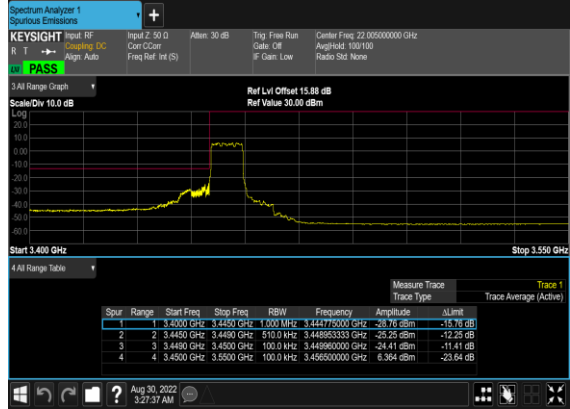 Spectrum Analyzer 1
Spurious Emissions
KEYSIGHT Input: RF Input Z: 50 Ω Atten: 30 dB Trig: Free Run Center Freq: 22.005000000 GHz
R T Coupling: DC Corr CCorr Gate: Off Avg|Hold: 100/100
Align: Auto Freq Ref: Int (S) IF Gain: Low Radio Std: None
PASS
3 All Range Graph
Ref Lvl Offset 15.88 dB
Scale/Div 10.0 dB Ref Value 30.00 dBm
Log
20.0
10.0
0.00
-10.0
-20.0
-30.0
-40.0
-50.0
-60.0
Start 3.400 GHz Stop 3.550 GHz
4 All Range Table
Measure Trace Trace 1
Trace Type Trace Average (Active)
Spur Range Start Freq Stop Freq RBW Frequency Amplitude ΔLimit
1 1 3.4000 GHz 3.4450 GHz 1.000 MHz 3.444775000 GHz -28.76 dBm -15.76 dB
2 2 3.4450 GHz 3.4490 GHz 510.0 kHz 3.448953333 GHz -25.25 dBm -12.25 dB
3 3 3.4490 GHz 3.4500 GHz 100.0 kHz 3.449960000 GHz -24.41 dBm -11.41 dB
4 4 3.4500 GHz 3.5500 GHz 100.0 kHz 3.456500000 GHz 6.364 dBm -23.64 dB
? Aug 30, 2022
3:27:37 AM